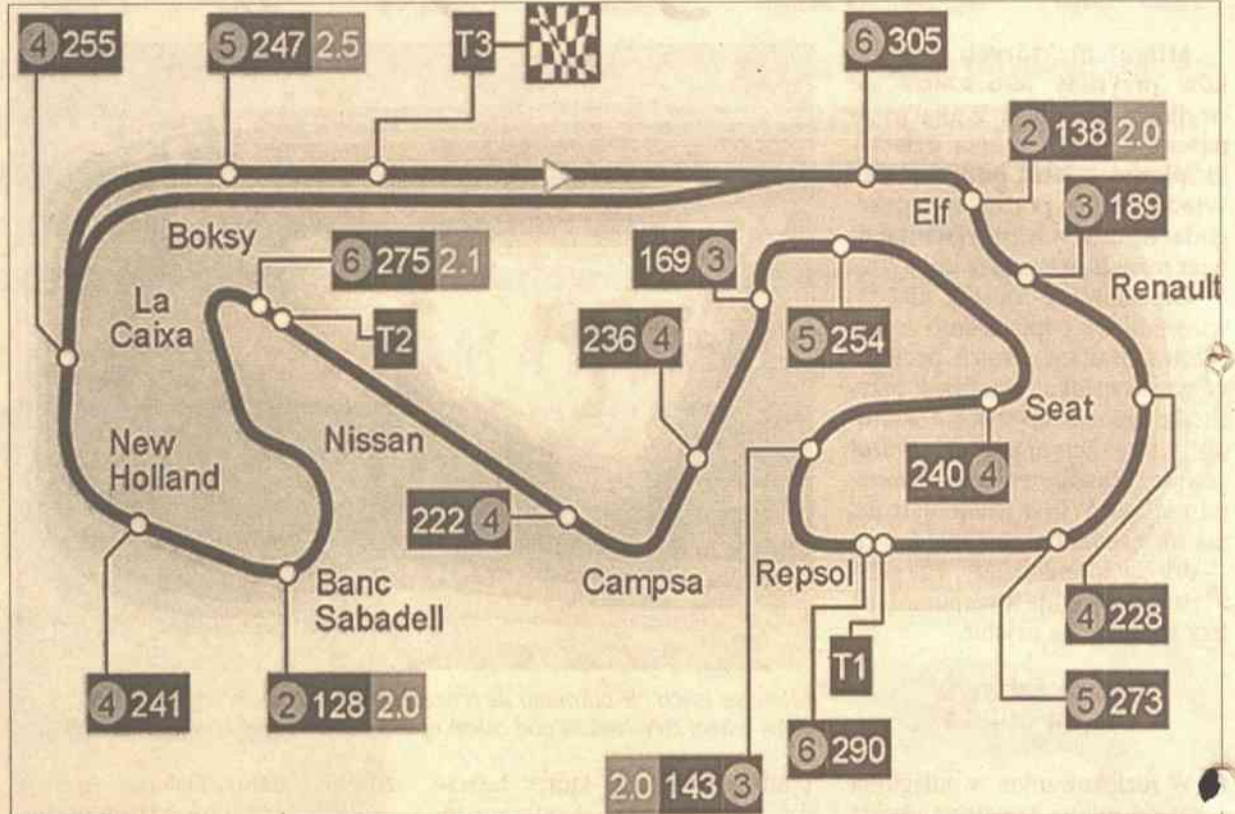 4 255
5 247 2.5
T3
6 305
2 138 2.0
Elf
3 189
Boksy
Renault
6 275 2.1
169 3
La
Caixa
T2
236 4
5 254
Seat
New
Holland
Nissan
240 4
222 4
Banc
Sabadell
Campsa
Repsol
4 228
T1
4 241
2 128 2.0
5 273
6 290
2.0 143 3